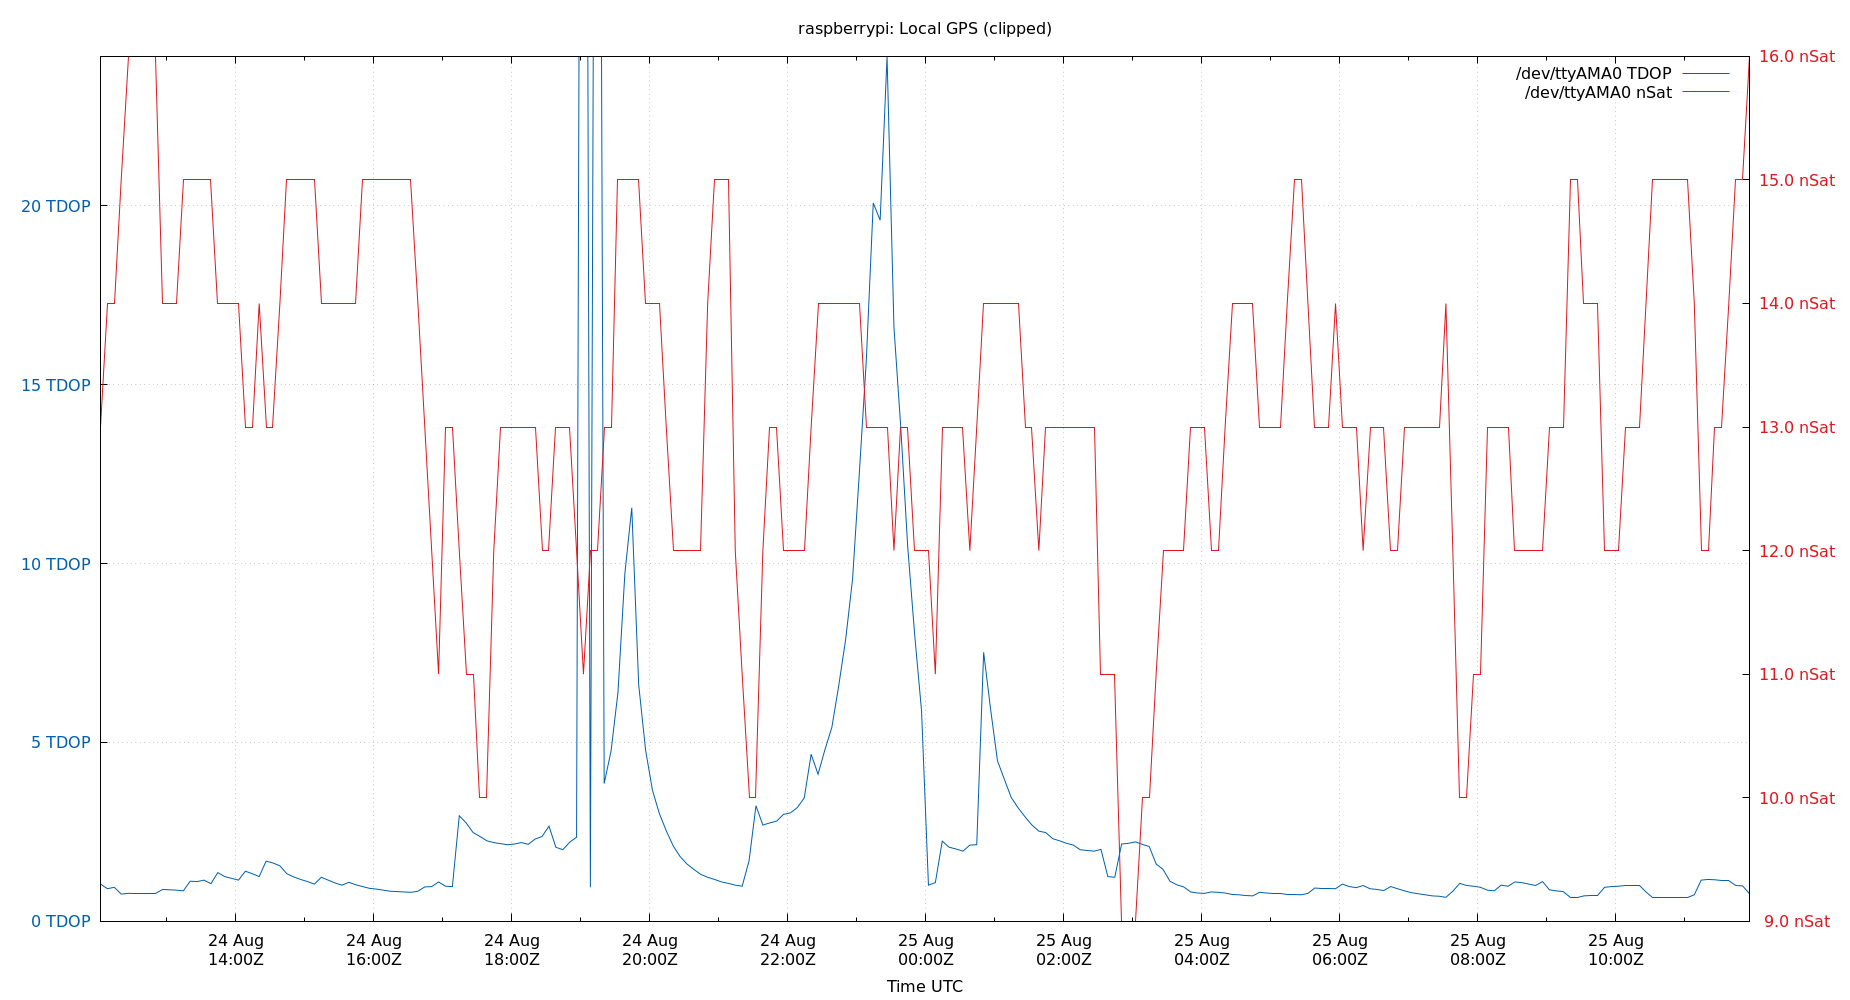 raspberrypi: Local GPS (clipped)
/dev/ttyAMA0 TDOP
/dev/ttyAMA0 nSat
20 TDOP
15 TDOP
10 TDOP
5 TDOP
0 TDOP
16.0 nSat
15.0 nSat
14.0 nSat
13.0 nSat
12.0 nSat
11.0 nSat
10.0 nSat
9.0 nSat
24 Aug 24 Aug 24 Aug 24 Aug 24 Aug 25 Aug 25 Aug 25 Aug 25 Aug 25 Aug 25 Aug
14:00Z 16:00Z 18:00Z 20:00Z 22:00Z 00:00Z 02:00Z 04:00Z 06:00Z 08:00Z 10:00Z
Time UTC